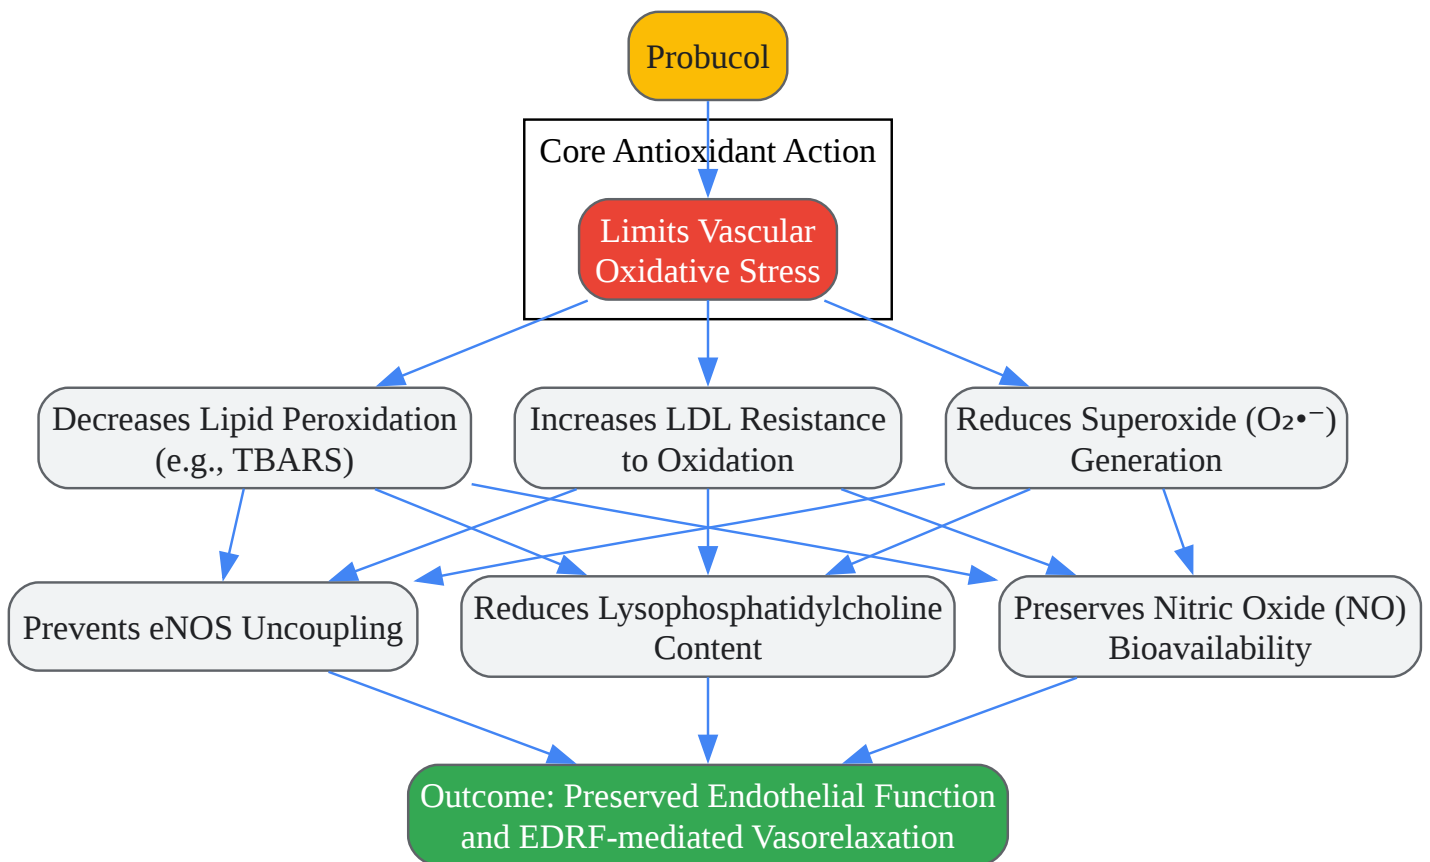 Probucol
Core Antioxidant Action
Limits Vascular
Oxidative Stress
Decreases Lipid Peroxidation
(e.g., TBARS)
Increases LDL Resistance
to Oxidation
Reduces Superoxide (O₂•⁻)
Generation
Prevents eNOS Uncoupling
Reduces Lysophosphatidylcholine
Content
Preserves Nitric Oxide (NO)
Bioavailability
Outcome: Preserved Endothelial Function
and EDRF-mediated Vasorelaxation